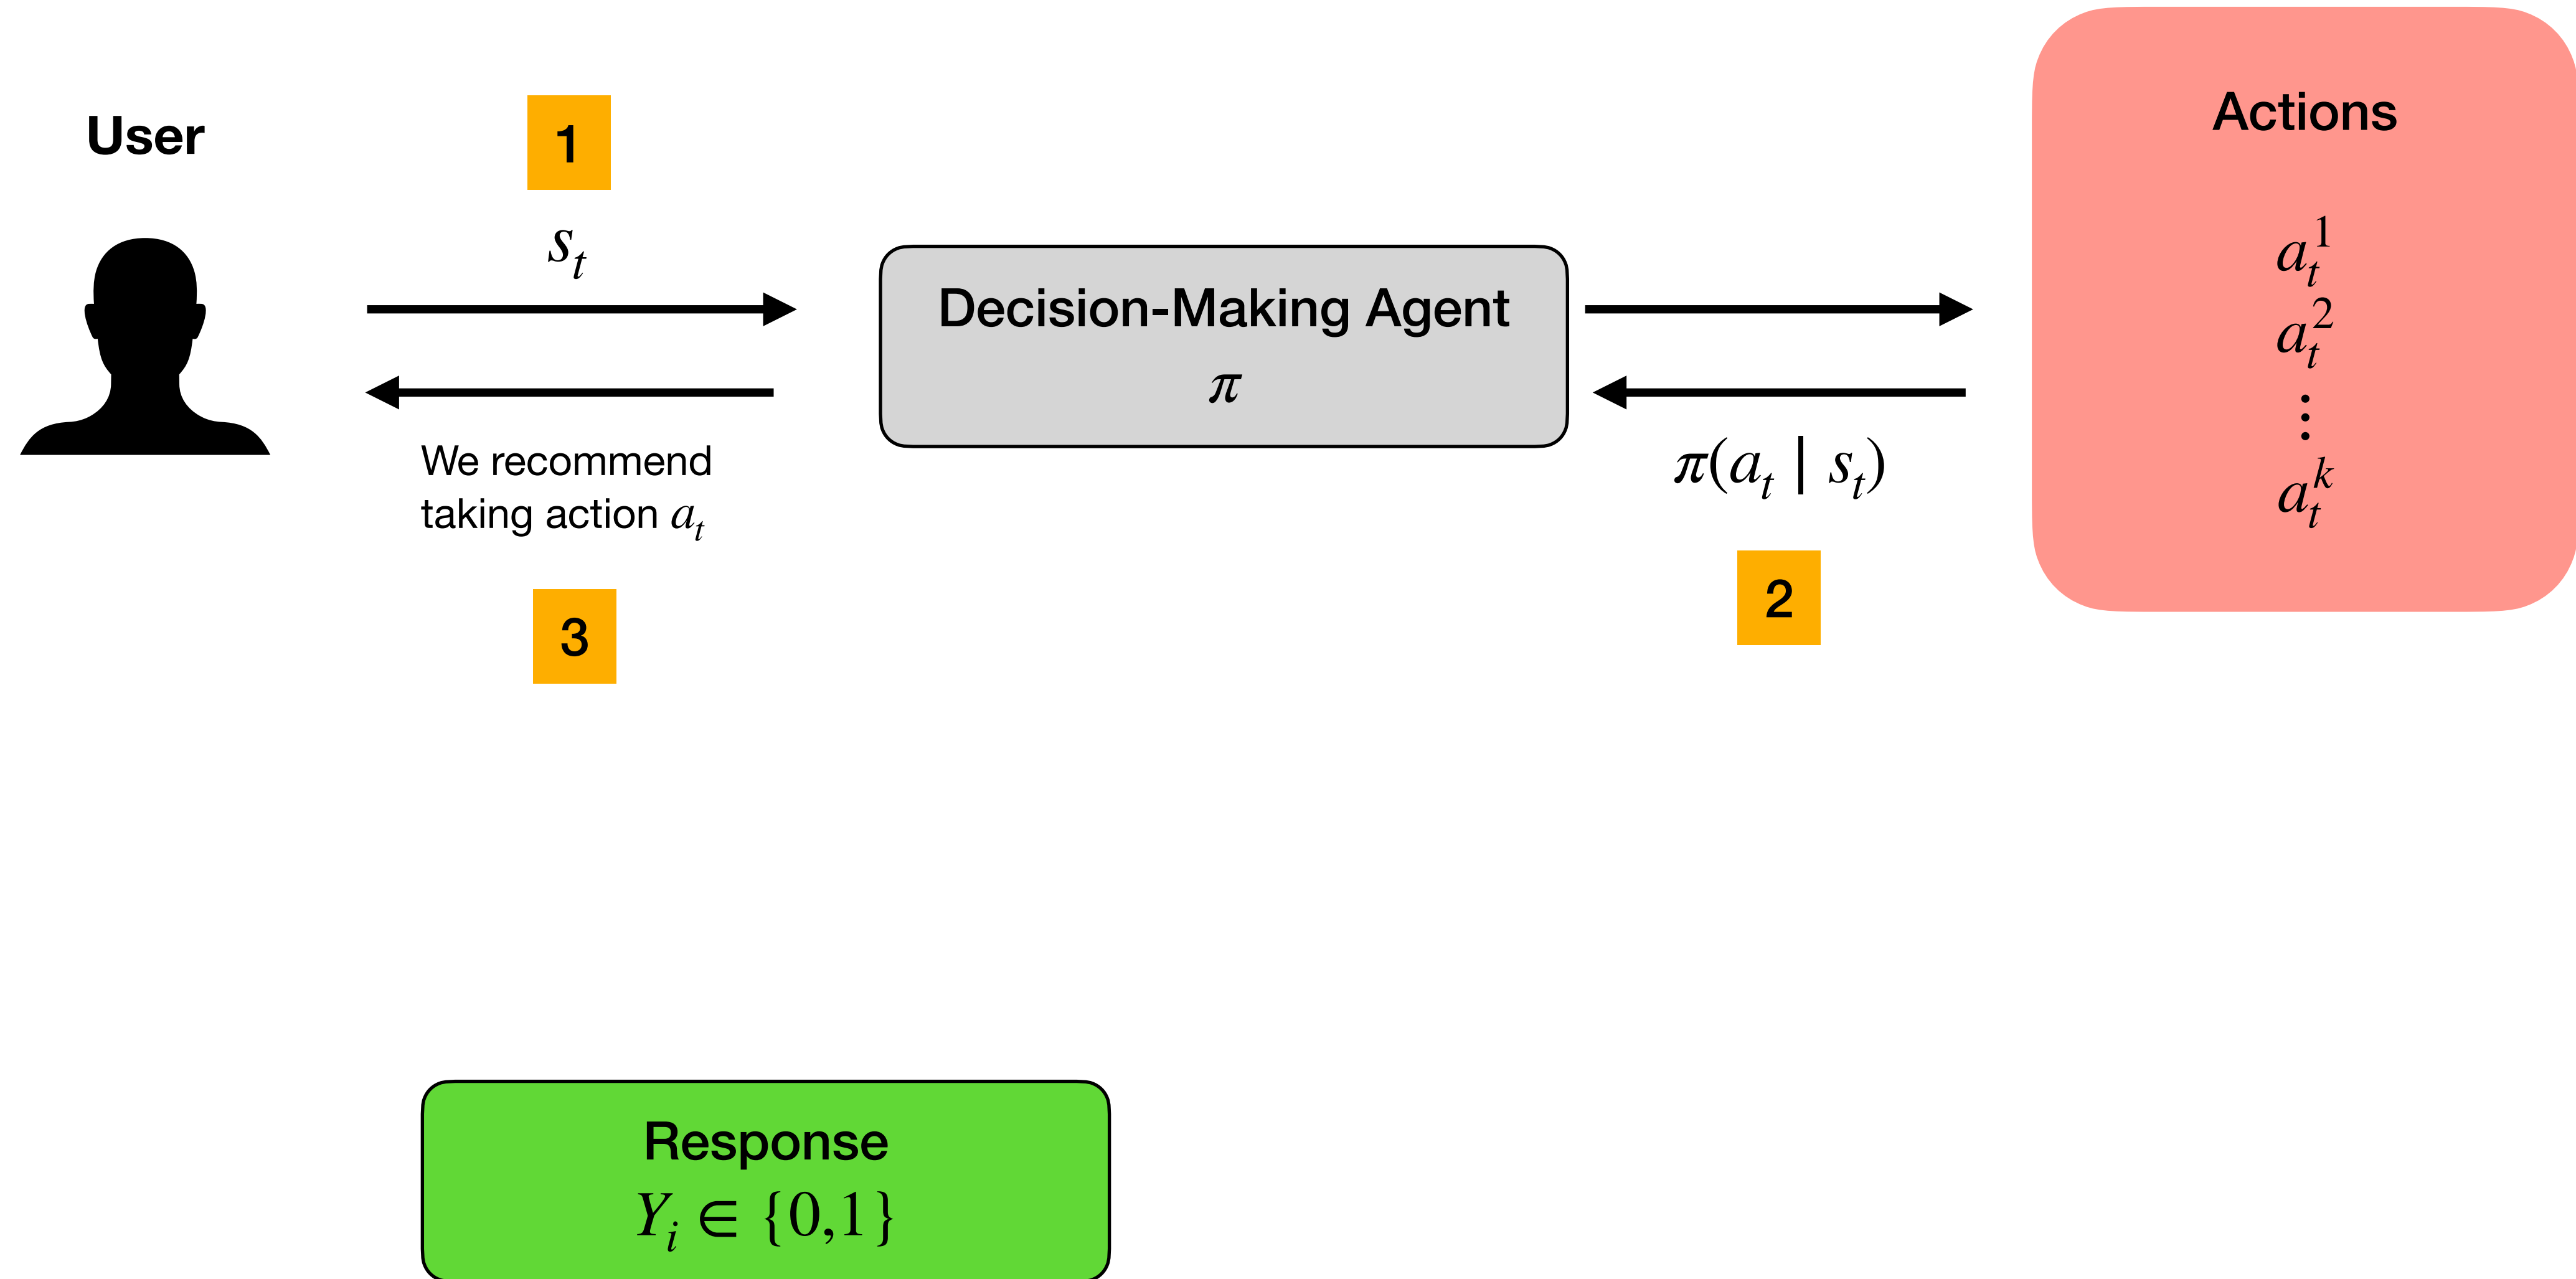 User
1
s_t
Decision-Making Agent
π
We recommend
taking action a_t
3
π(a_t | s_t)
2
Actions
a_t^1
a_t^2
⋮
a_t^k
Response
Y_i ∈ {0,1}